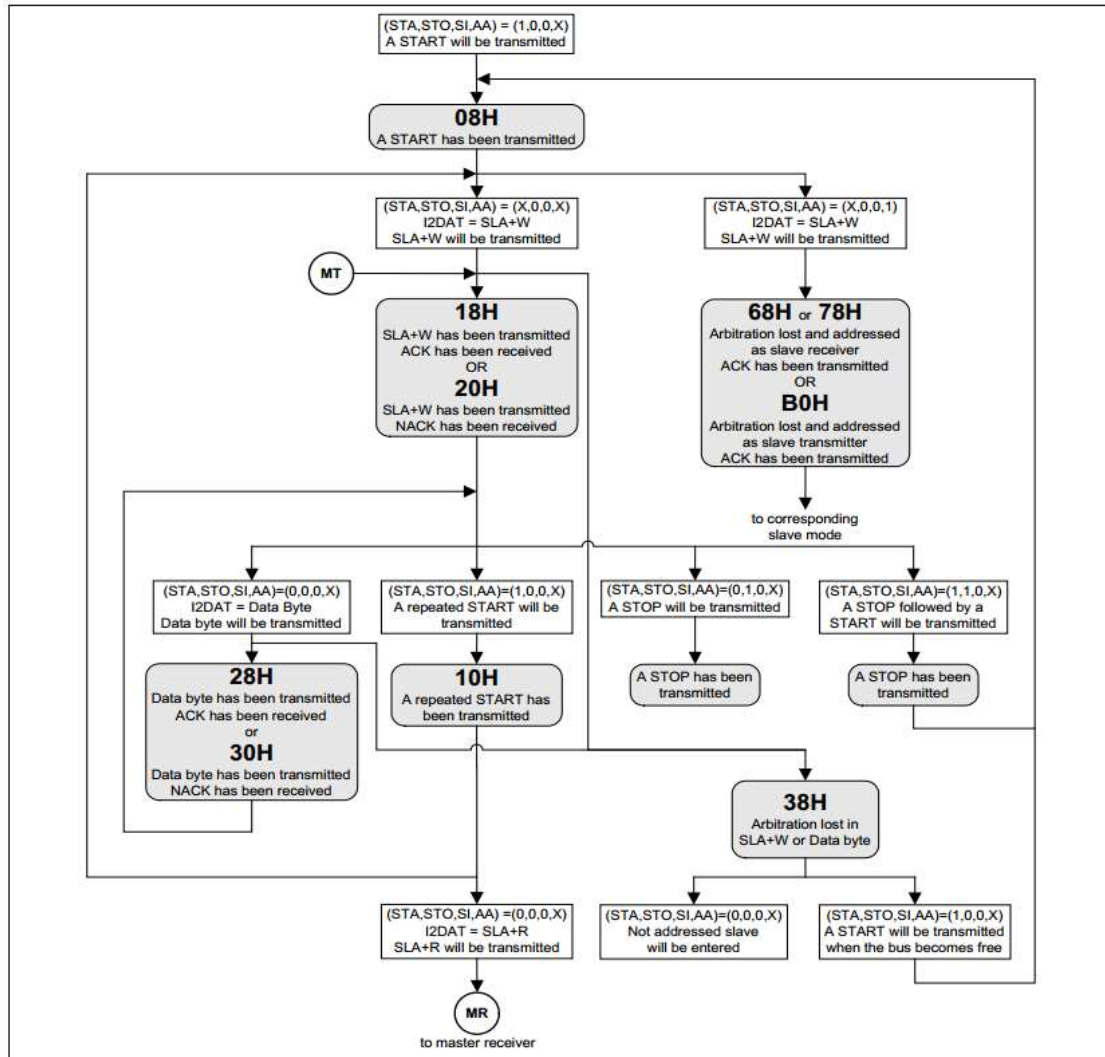 (STA,STO,SI,AA) = (1,0,0,X)
A START will be transmitted
08H
A START has been transmitted
(STA,STO,SI,AA) = (X,0,0,X)
I2DAT = SLA+W
SLA+W will be transmitted
(STA,STO,SI,AA) = (X,0,0,1)
I2DAT = SLA+W
SLA+W will be transmitted
MT
18H
SLA+W has been transmitted
ACK has been received
OR
20H
SLA+W has been transmitted
NACK has been received
68H or 78H
Arbitration lost and addressed
as slave receiver
ACK has been transmitted
OR
B0H
Arbitration lost and addressed
as slave transmitter
ACK has been transmitted
to corresponding
slave mode
(STA,STO,SI,AA)=(0,0,0,X)
I2DAT = Data Byte
Data byte will be transmitted
(STA,STO,SI,AA)=(1,0,0,X)
A repeated START will be
transmitted
(STA,STO,SI,AA)=(0,1,0,X)
A STOP will be transmitted
(STA,STO,SI,AA)=(1,1,0,X)
A STOP followed by a
START will be transmitted
28H
Data byte has been transmitted
ACK has been received
or
30H
Data byte has been transmitted
NACK has been received
10H
A repeated START has
been transmitted
A STOP has been
transmitted
A STOP has been
transmitted
38H
Arbitration lost in
SLA+W or Data byte
(STA,STO,SI,AA) =(0,0,0,X)
I2DAT = SLA+R
SLA+R will be transmitted
(STA,STO,SI,AA)=(0,0,0,X)
Not addressed slave
will be entered
(STA,STO,SI,AA)=(1,0,0,X)
A START will be transmitted
when the bus becomes free
MR
to master receiver